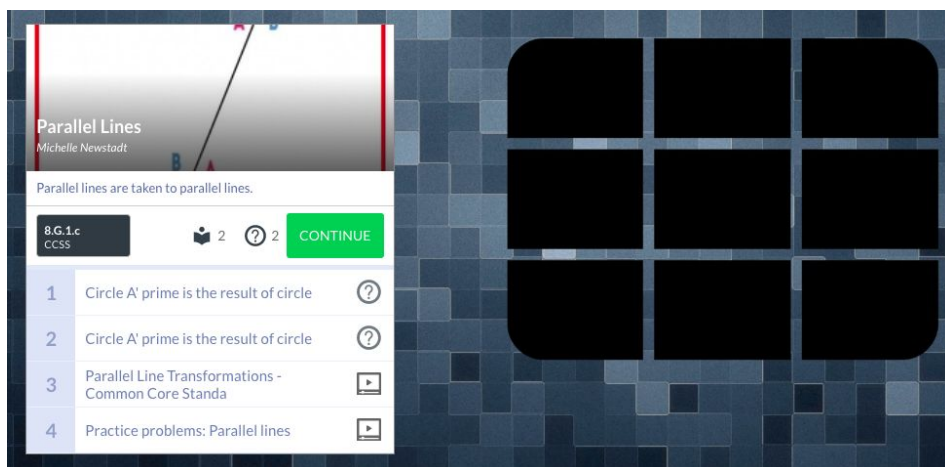 A B
Parallel Lines
Michelle Newstadt
B A
Parallel lines are taken to parallel lines.
8.G.1.c
CCSS
2
? 2
CONTINUE
1 Circle A' prime is the result of circle ?
2 Circle A' prime is the result of circle ?
3 Parallel Line Transformations -
Common Core Standa
4 Practice problems: Parallel lines